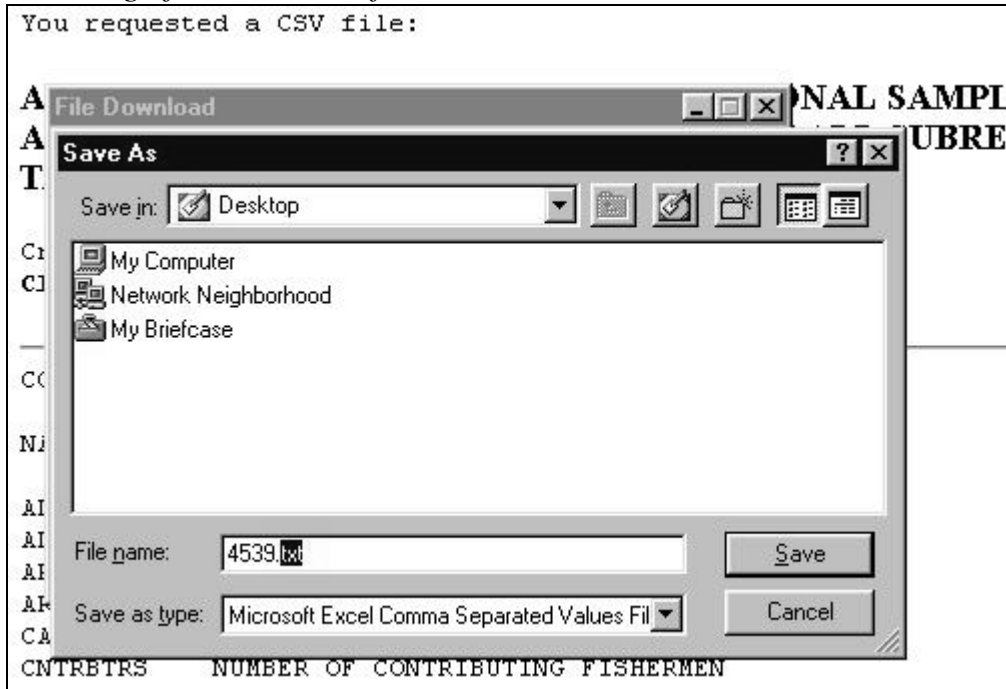 You requested a CSV file:
File Download
ONAL SAMPL
UBRE
Save As
Save in: Desktop
My Computer
Network Neighborhood
My Briefcase
File name: 4539.txt
Save
Save as type: Microsoft Excel Comma Separated Values Fil
Cancel
CNTRBTRS NUMBER OF CONTRIBUTING FISHERMEN